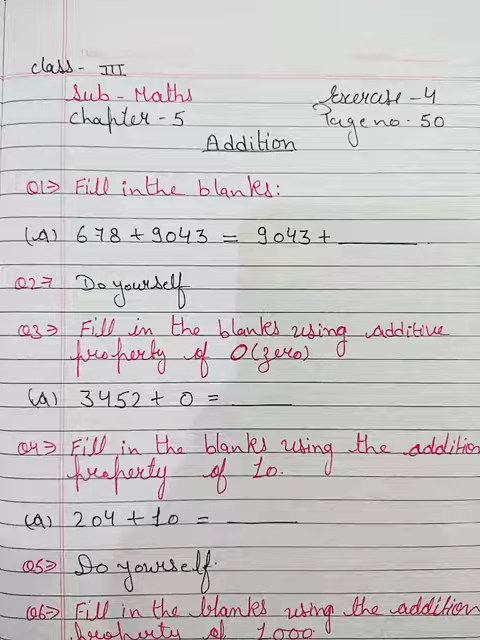 class - III
Sub - Maths Exercise - 4
Chapter - 5 Page no. 50
Addition
Q1⇒ Fill in the blanks:
(A) 678 + 9043 = 9043 + ______
Q2⇒ Do yourself
Q3⇒ Fill in the blanks using additive
property of 0 (zero)
(A) 3452 + 0 = ______
Q4⇒ Fill in the blanks using the addition
property of 10.
(A) 204 + 10 = ______
Q5⇒ Do yourself.
Q6⇒ Fill in the blanks using the addition
property of 1000